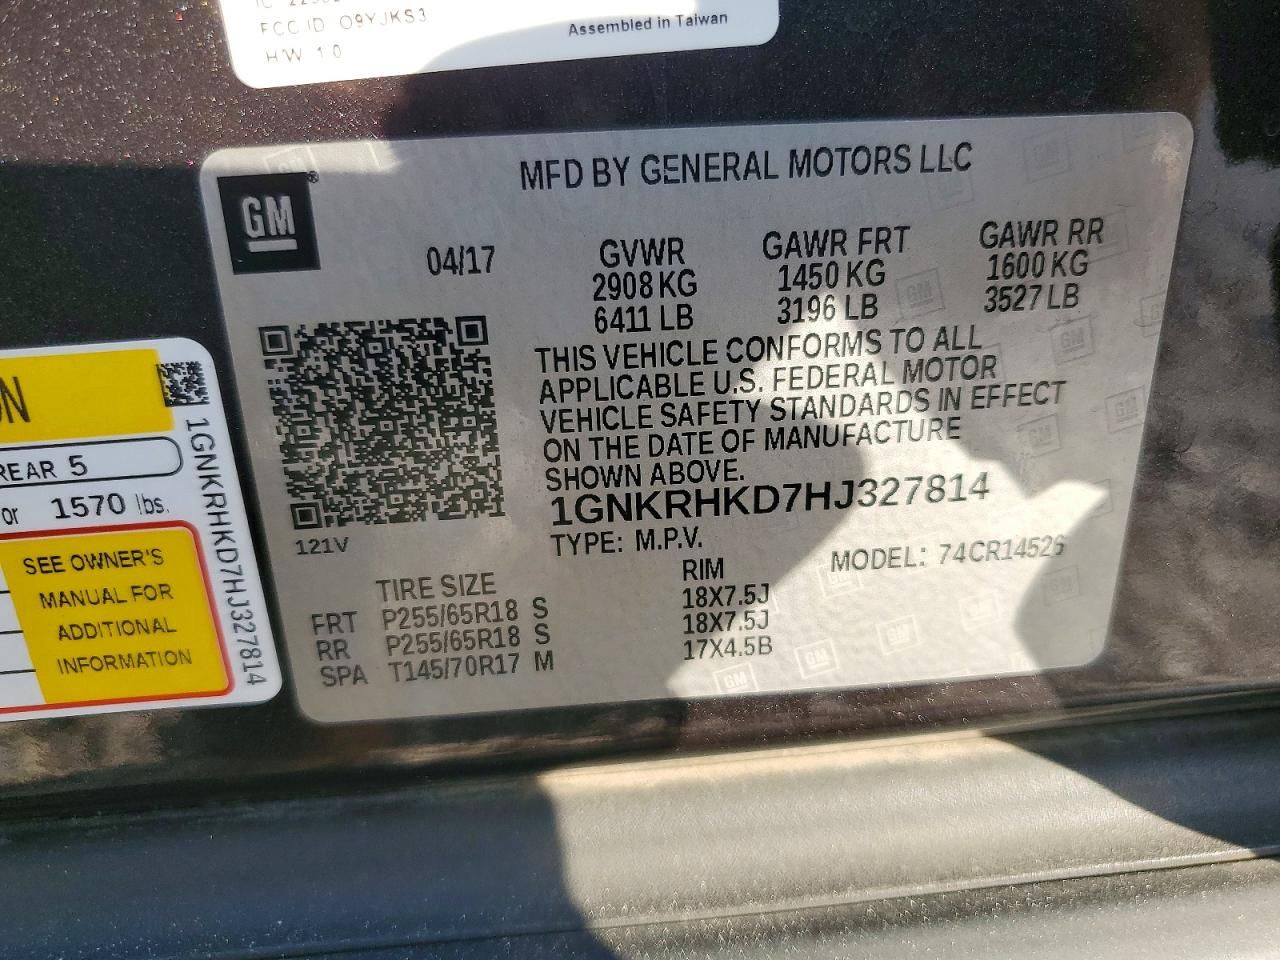 FCC ID O9YJKS3
HW 1.0
Assembled in Taiwan
MFD BY GENERAL MOTORS LLC
GM
04/17
GVWR
2908 KG
6411 LB
GAWR FRT
1450 KG
3196 LB
GAWR RR
1600 KG
3527 LB
THIS VEHICLE CONFORMS TO ALL
APPLICABLE U.S. FEDERAL MOTOR
VEHICLE SAFETY STANDARDS IN EFFECT
ON THE DATE OF MANUFACTURE
SHOWN ABOVE.
1GNKRHKD7HJ327814
TYPE: M.P.V.
MODEL: 74CR14526
121V
TIRE SIZE
RIM
FRT P255/65R18 S 18X7.5J
RR P255/65R18 S 18X7.5J
SPA T145/70R17 M 17X4.5B
ON
REAR 5
or 1570 lbs.
SEE OWNER'S
MANUAL FOR
ADDITIONAL
INFORMATION
1GNKRHKD7HJ327814